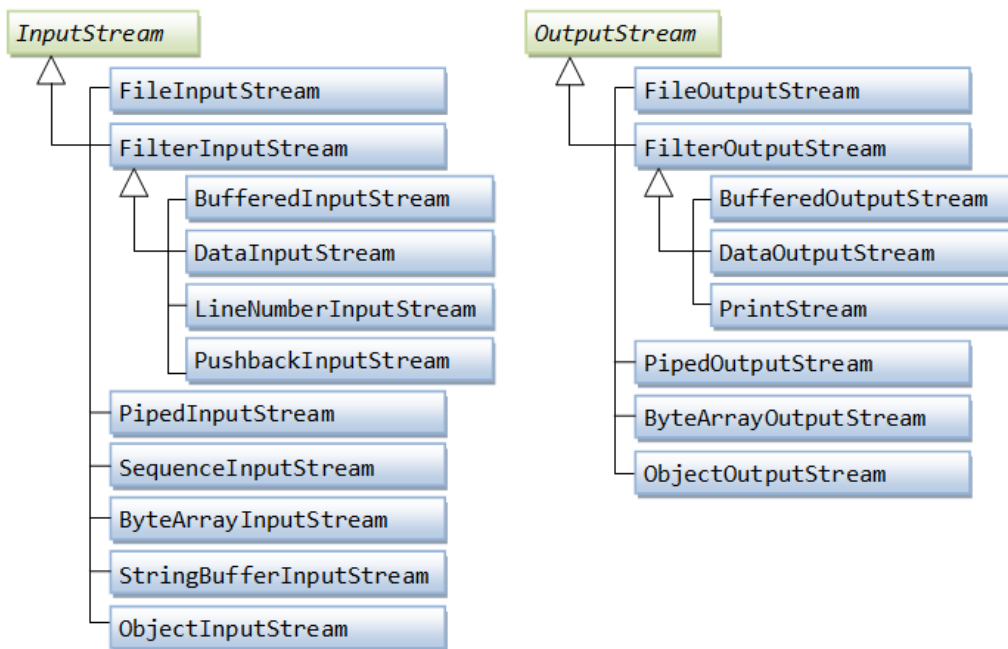 InputStream
FileInputStream
FilterInputStream
BufferedInputStream
DataInputStream
LineNumberInputStream
PushbackInputStream
PipedInputStream
SequenceInputStream
ByteArrayInputStream
StringBufferInputStream
ObjectInputStream
OutputStream
FileOutputStream
FilterOutputStream
BufferedOutputStream
DataOutputStream
PrintStream
PipedOutputStream
ByteArrayOutputStream
ObjectOutputStream